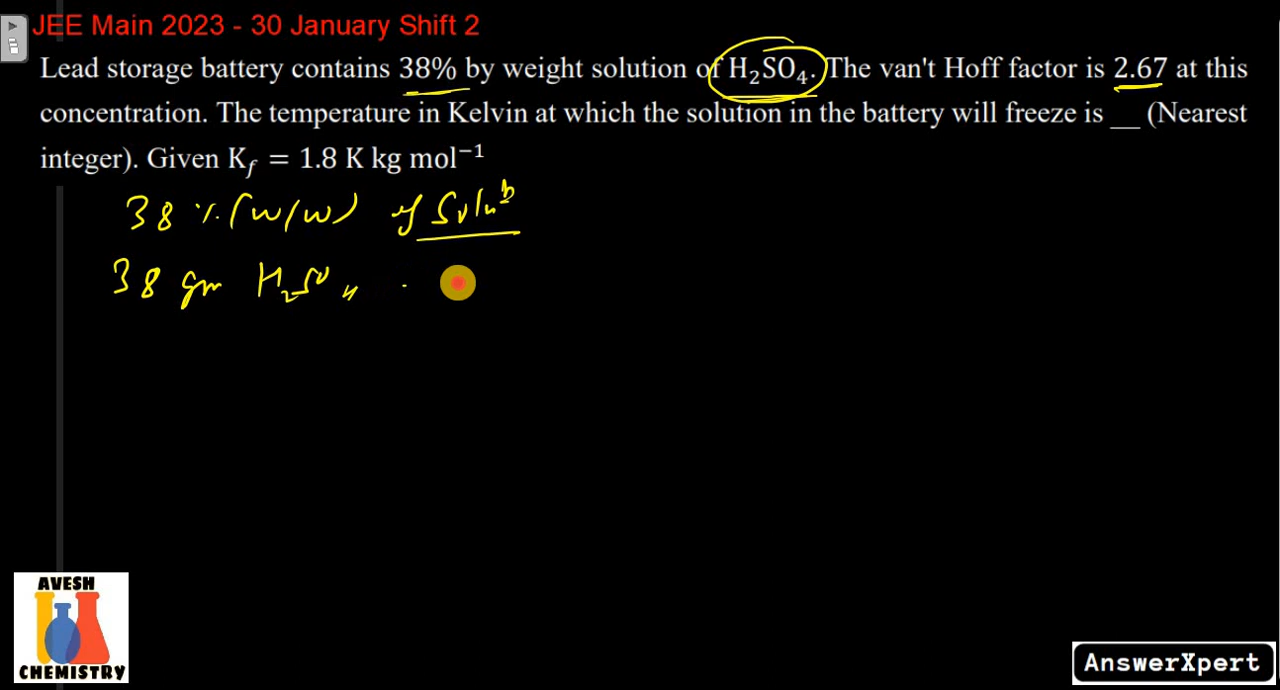 JEE Main 2023 - 30 January Shift 2
Lead storage battery contains 38% by weight solution of H₂SO₄. The van't Hoff factor is 2.67 at this
concentration. The temperature in Kelvin at which the solution in the battery will freeze is __ (Nearest
integer). Given K_f = 1.8 K kg mol⁻¹
38 % (w/w) of Solⁿ
38 gm H₂SO₄
AVESH
CHEMISTRY
AnswerXpert